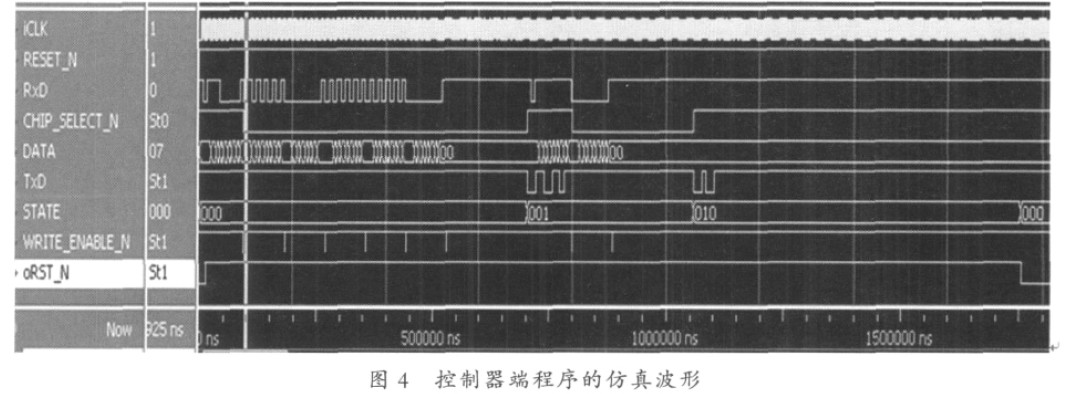 iCLK 1
RESET_N 1
RxD 0
CHIP_SELECT_N St0
DATA 07 00 00
TxD St1
STATE 000 000 001 010 000
WRITE_ENABLE_N St1
oRST_N St1
Now 925 ns 0 ns 500000 ns 1000000 ns 1500000 ns
图 4 控制器端程序的仿真波形